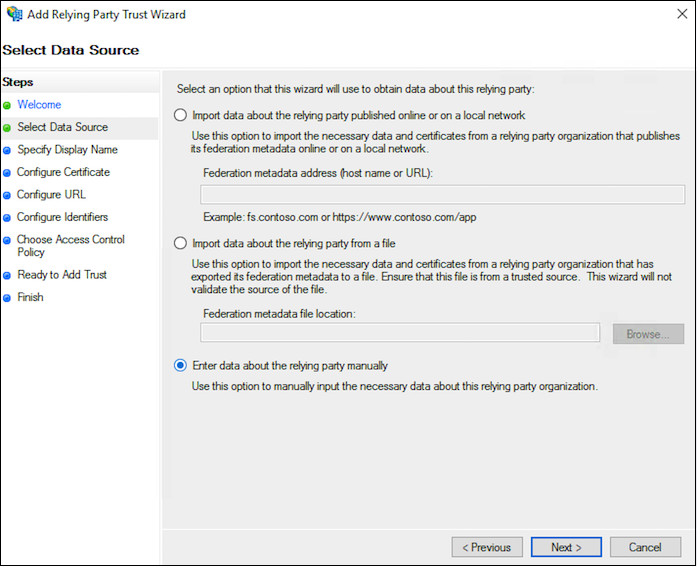 Add Relying Party Trust Wizard
Select Data Source
Steps
Welcome
Select Data Source
Specify Display Name
Configure Certificate
Configure URL
Configure Identifiers
Choose Access Control
Policy
Ready to Add Trust
Finish
Select an option that this wizard will use to obtain data about this relying party:
Import data about the relying party published online or on a local network
Use this option to import the necessary data and certificates from a relying party organization that publishes
its federation metadata online or on a local network.
Federation metadata address (host name or URL):
Example: fs.contoso.com or https://www.contoso.com/app
Import data about the relying party from a file
Use this option to import the necessary data and certificates from a relying party organization that has
exported its federation metadata to a file. Ensure that this file is from a trusted source. This wizard will not
validate the source of the file.
Federation metadata file location:
Browse...
Enter data about the relying party manually
Use this option to manually input the necessary data about this relying party organization.
< Previous
Next >
Cancel